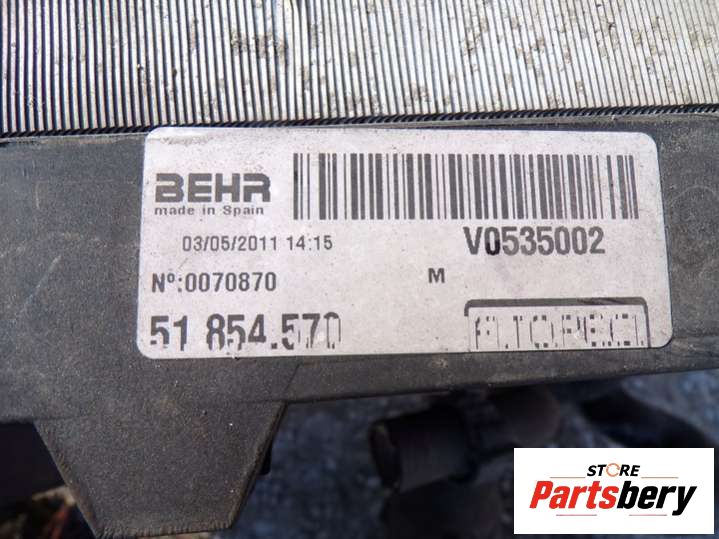 BEHR
made in Spain
03/05/2011 14:15
V0535002
Nº:0070870
M
51 854.570
STORE
Partsbery